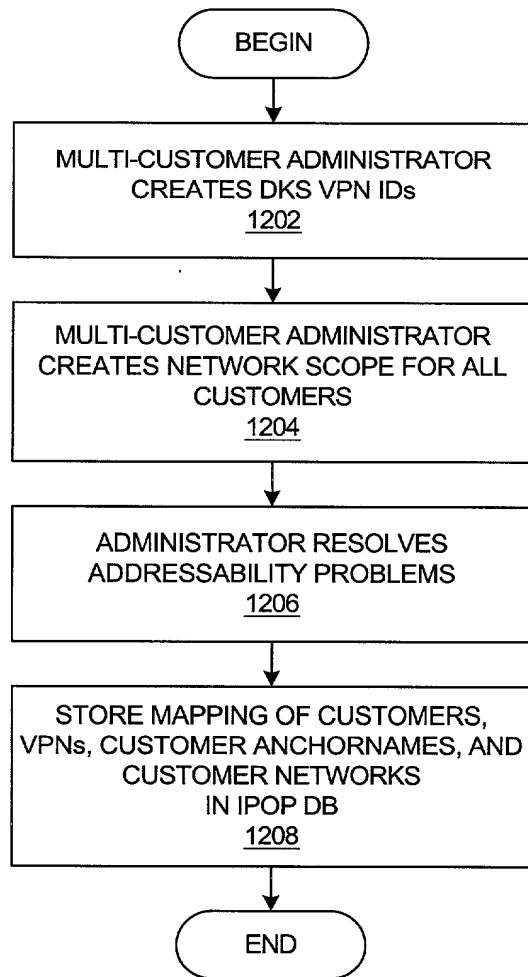 BEGIN
MULTI-CUSTOMER ADMINISTRATOR
CREATES DKS VPN IDs
1202
MULTI-CUSTOMER ADMINISTRATOR
CREATES NETWORK SCOPE FOR ALL
CUSTOMERS
1204
ADMINISTRATOR RESOLVES
ADDRESSABILITY PROBLEMS
1206
STORE MAPPING OF CUSTOMERS,
VPNs, CUSTOMER ANCHORNAMES, AND
CUSTOMER NETWORKS
IN IPOP DB
1208
END